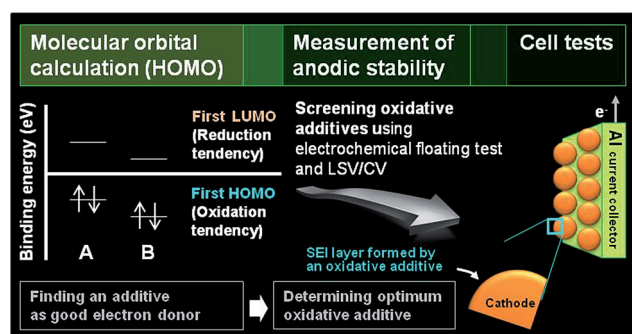 Molecular orbital
calculation (HOMO)
Measurement of
anodic stability
Cell tests
Binding energy (eV)
First LUMO
(Reduction
tendency)
First HOMO
(Oxidation
tendency)
A
B
Screening oxidative
additives using
electrochemical floating test
and LSV/CV
e-
Al
current collector
SEI layer formed by
an oxidative additive
Cathode
Finding an additive
as good electron donor
Determining optimum
oxidative additive